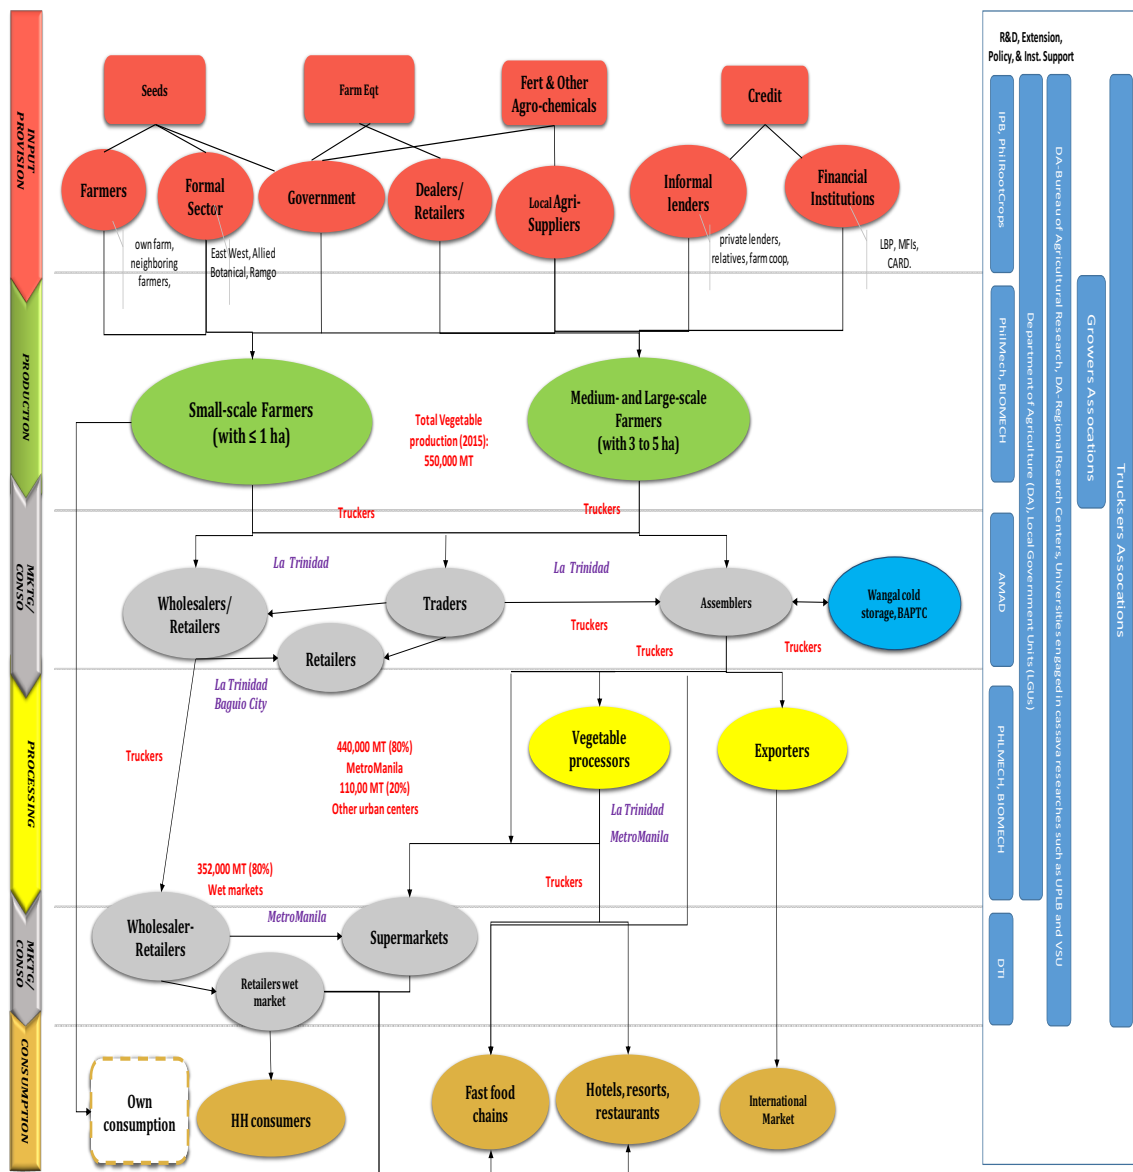 R&D, Extension,
Policy, & Inst. Support
INPUT
PROVISION
Seeds
Farm Eqt
Fert & Other
Agro-chemicals
Credit
Farmers
Formal
Sector
Government
Dealers/
Retailers
Local Agri-
Suppliers
Informal
lenders
Financial
Institutions
own farm,
neighboring
farmers,
East West, Allied
Botanical, Ramgo
private lenders,
relatives, farm coop,
LBP, MFIs,
CARD.
PRODUCTION
Small-scale Farmers
(with ≤ 1 ha)
Total Vegetable
production (2015):
550,000 MT
Medium- and Large-scale
Farmers
(with 3 to 5 ha)
Truckers
Truckers
MKTG/
CONSO
La Trinidad
La Trinidad
Wholesalers/
Retailers
Traders
Assemblers
Wangal cold
storage, BAPTC
Truckers
Truckers
Truckers
Retailers
La Trinidad
Baguio City
PROCESSING
Truckers
440,000 MT (80%)
MetroManila
110,00 MT (20%)
Other urban centers
Vegetable
processors
Exporters
La Trinidad
MetroManila
352,000 MT (80%)
Wet markets
Truckers
MKTG/
CONSO
Wholesaler-
Retailers
MetroManila
Supermarkets
Retailers wet
market
CONSUMPTION
Own
consumption
HH consumers
Fast food
chains
Hotels, resorts,
restaurants
International
Market
IPB, PhilRootCrops
PhilMech, BIOMECH
AMAD
PHLMECH, BIOMECH
DTI
Department of Agriculture (DA), Local Government Units (LGUs)
DA-Bureau of Agricultural Research, DA-Regional Research Centers, Universities engaged in cassava researches such as UPLB and VSU
Growers Assocations
Trucksers Assocations